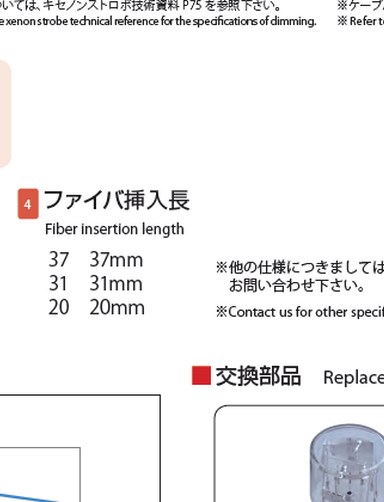 ついては、キセノンストロボ技術資料 P75 を参照下さい。
xenon strobe technical reference for the specifications of dimming.
※ケーブ
※ Refer t
4 ファイバ挿入長
Fiber insertion length
37 37mm
31 31mm
20 20mm
※他の仕様につきましては
お問い合わせ下さい。
※Contact us for other specif
■交換部品 Replace